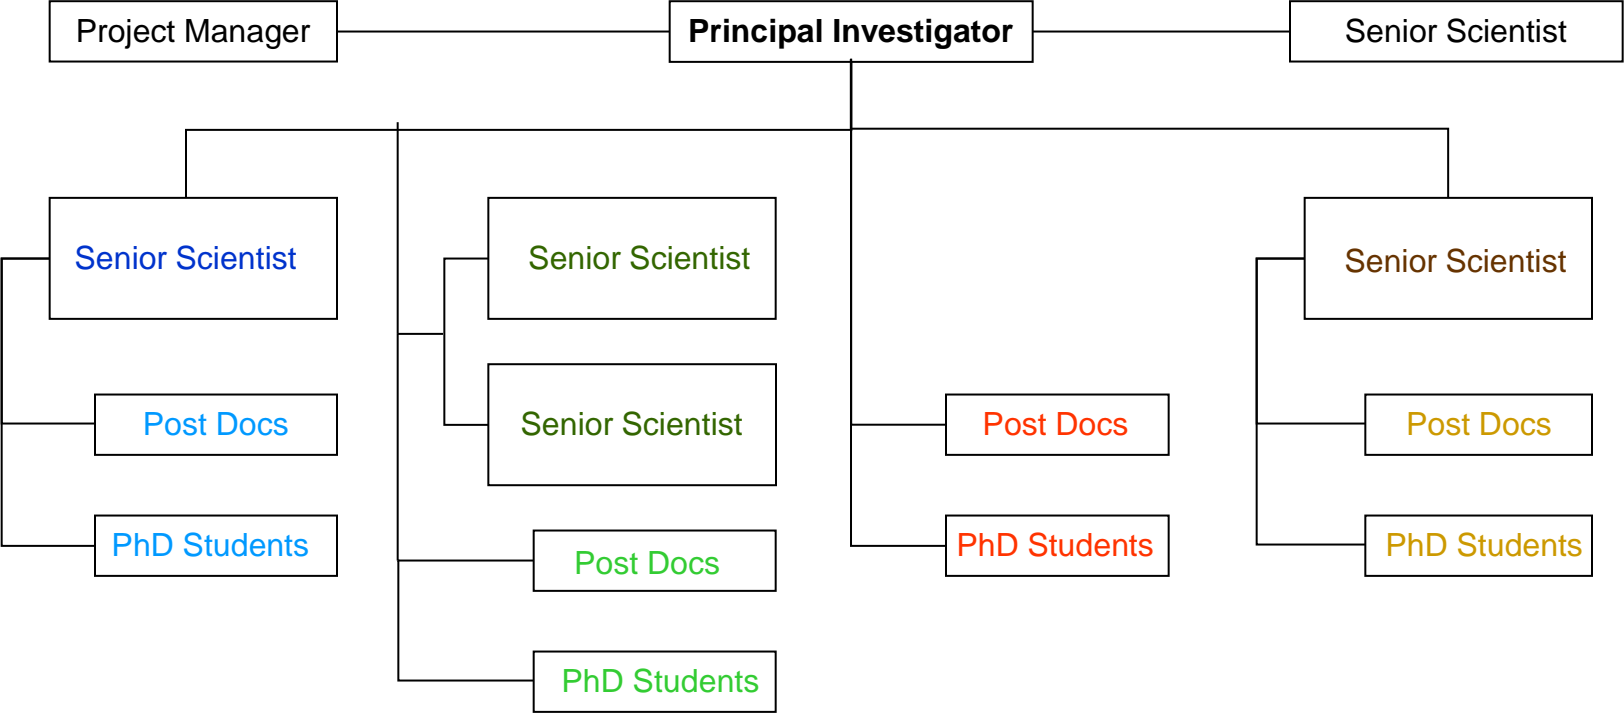 Project Manager
Principal Investigator
Senior Scientist
Senior Scientist
Senior Scientist
Senior Scientist
Post Docs
Senior Scientist
Post Docs
Post Docs
PhD Students
PhD Students
PhD Students
Post Docs
PhD Students